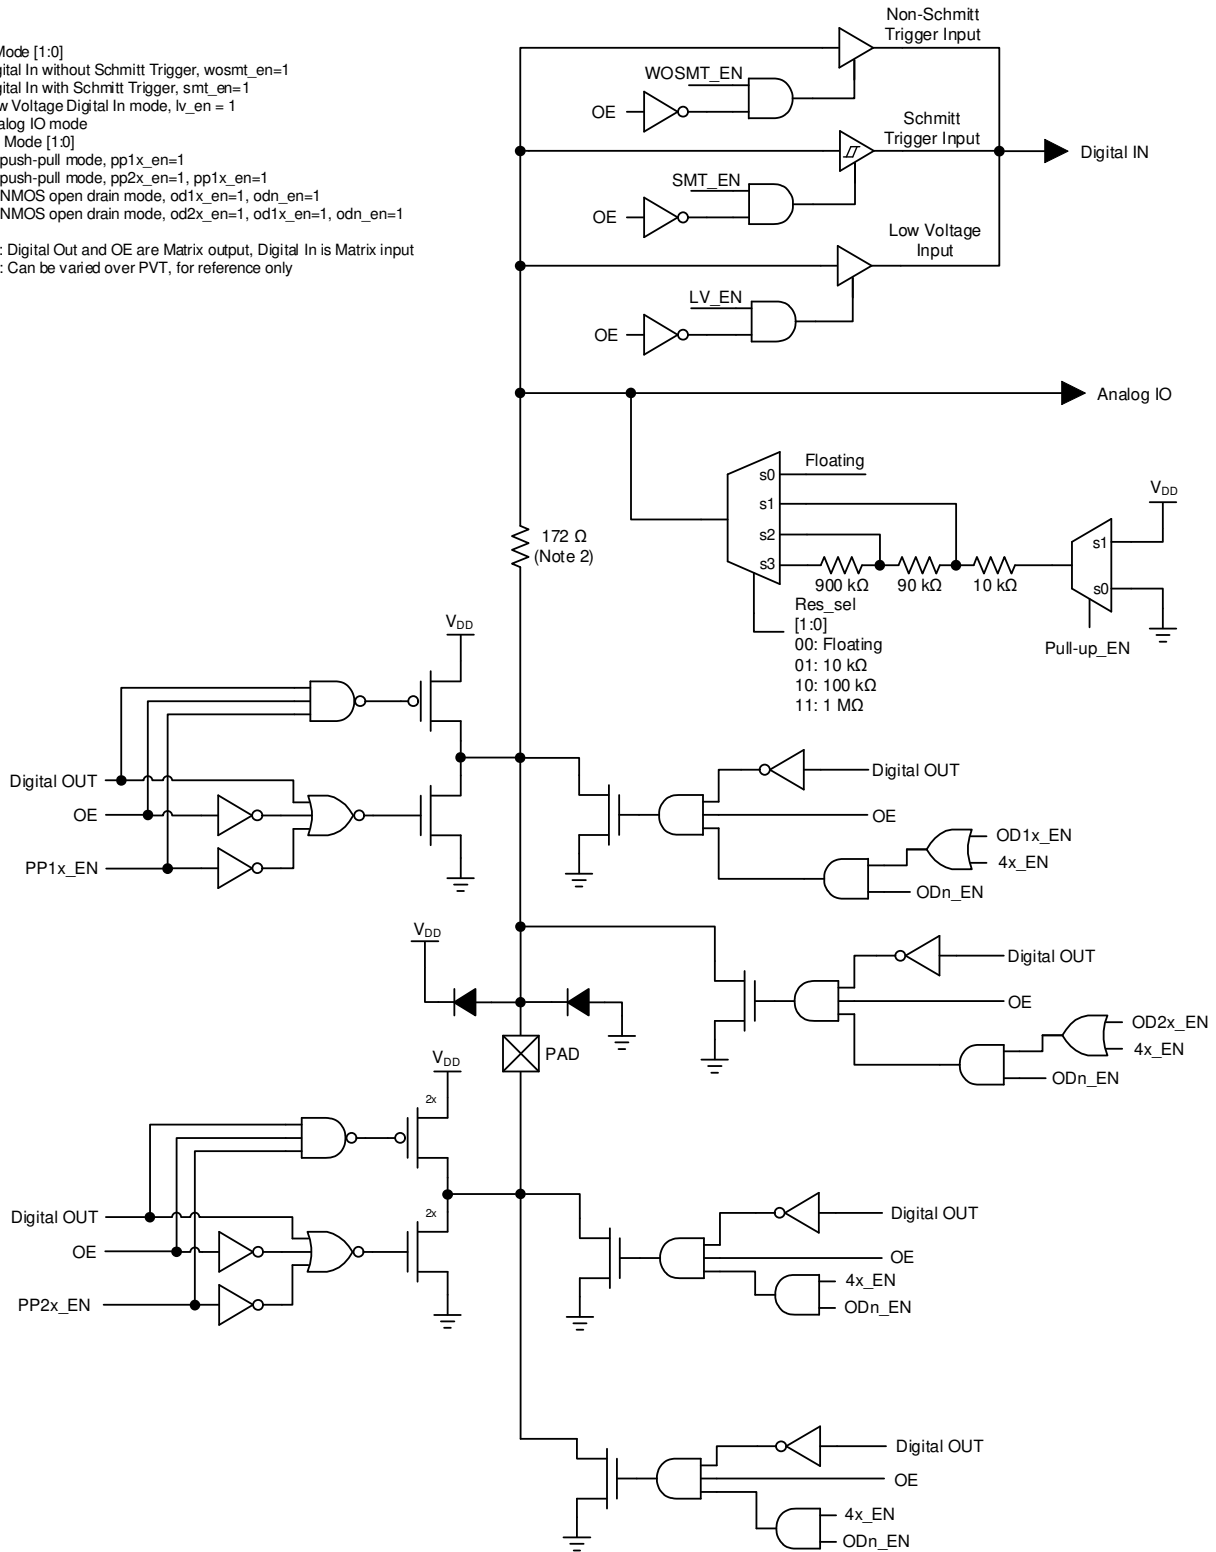 Mode [1:0]
Digital In without Schmitt Trigger, wosmt_en=1
Digital In with Schmitt Trigger, smt_en=1
Low Voltage Digital In mode, lv_en = 1
Analog IO mode
Mode [1:0]
push-pull mode, pp1x_en=1
push-pull mode, pp2x_en=1, pp1x_en=1
NMOS open drain mode, od1x_en=1, odn_en=1
NMOS open drain mode, od2x_en=1, od1x_en=1, odn_en=1
: Digital Out and OE are Matrix output, Digital In is Matrix input
: Can be varied over PVT, for reference only
Non-Schmitt
Trigger Input
WOSMT_EN
OE
Schmitt
Trigger Input
Digital IN
SMT_EN
OE
Low Voltage
Input
LV_EN
OE
Analog IO
Floating
s0
s1
s2
s3
VDD
s1
s0
172 Ω
(Note 2)
900 kΩ
90 kΩ
10 kΩ
Res_sel
[1:0]
00: Floating
01: 10 kΩ
10: 100 kΩ
11: 1 MΩ
Pull-up_EN
VDD
Digital OUT
OE
PP1x_EN
Digital OUT
OE
OD1x_EN
4x_EN
ODn_EN
VDD
Digital OUT
OE
OD2x_EN
4x_EN
ODn_EN
PAD
VDD
2x
2x
Digital OUT
OE
PP2x_EN
Digital OUT
OE
4x_EN
ODn_EN
Digital OUT
OE
4x_EN
ODn_EN